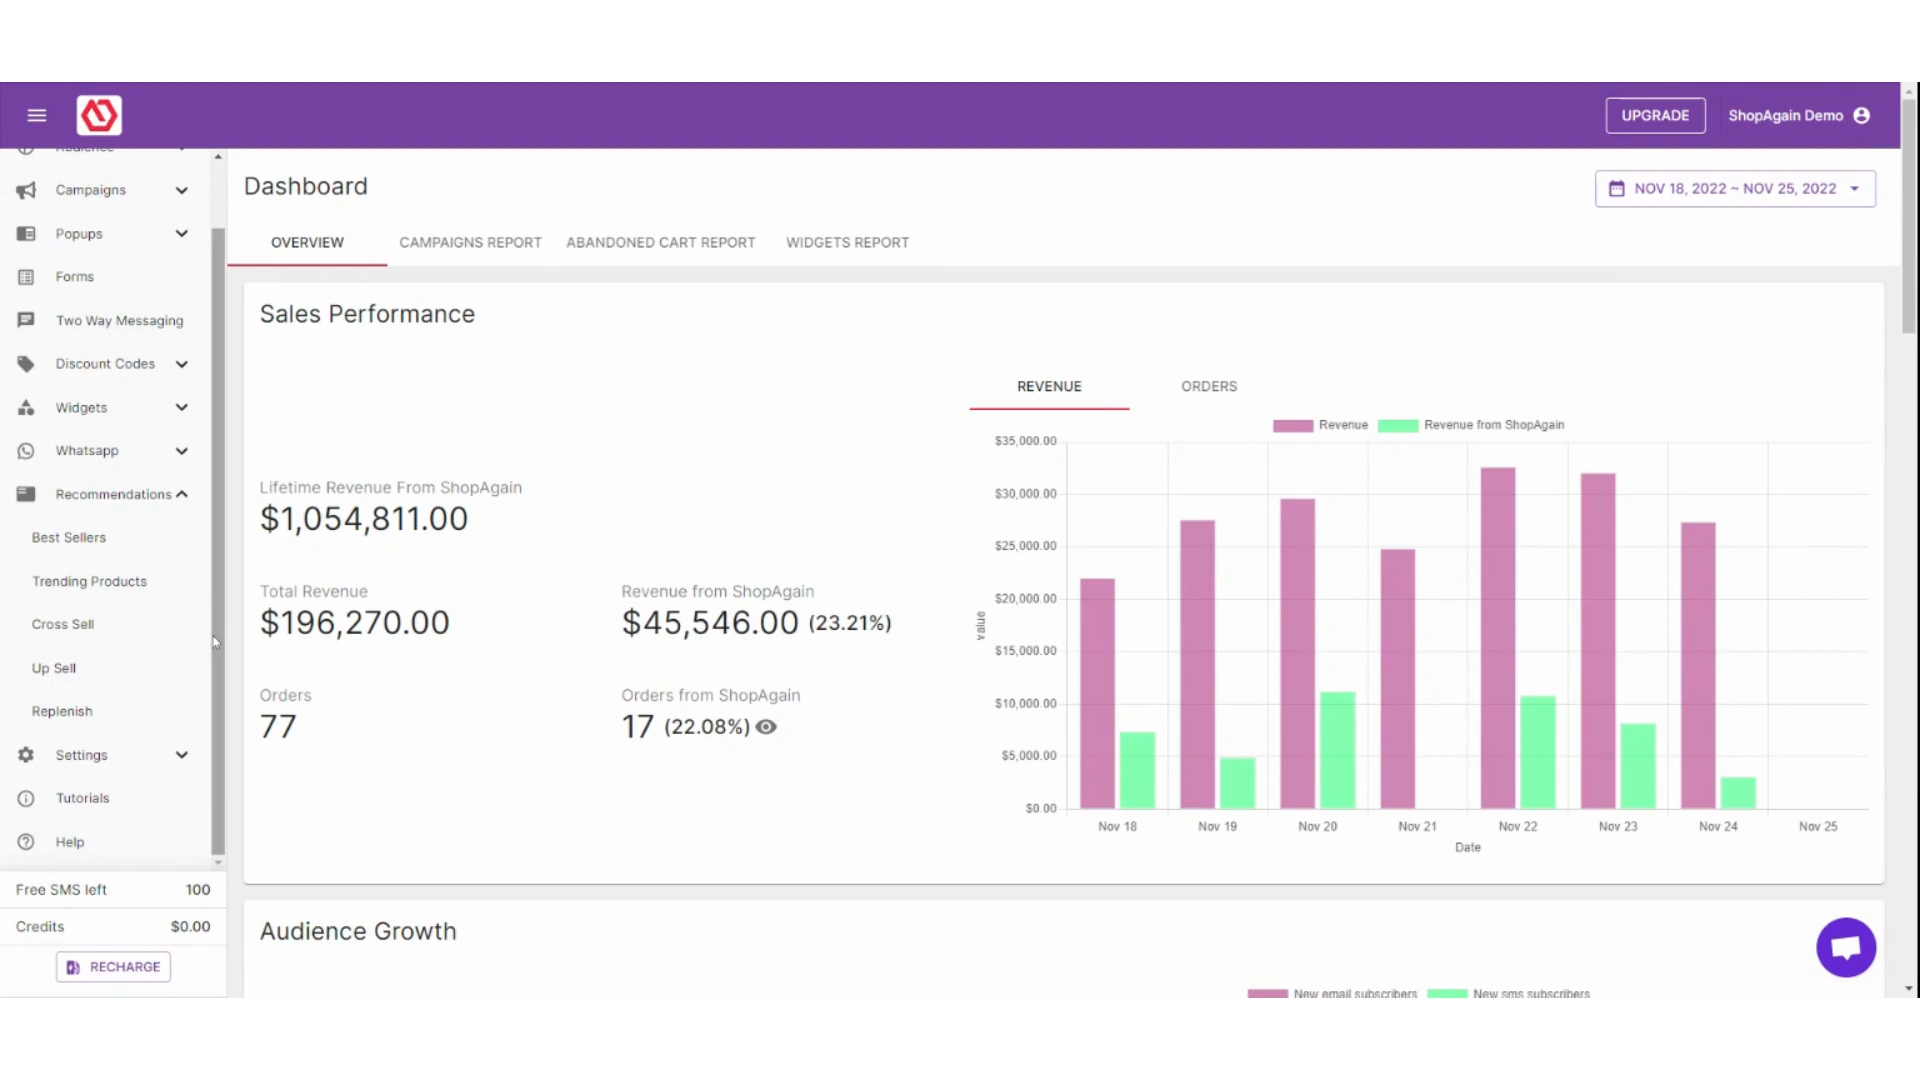 UPGRADE
ShopAgain Demo
Audience
Campaigns
Popups
Forms
Two Way Messaging
Discount Codes
Widgets
Whatsapp
Recommendations
Best Sellers
Trending Products
Cross Sell
Up Sell
Replenish
Settings
Tutorials
Help
Free SMS left 100
Credits $0.00
RECHARGE
Dashboard
NOV 18, 2022 ~ NOV 25, 2022
OVERVIEW CAMPAIGNS REPORT ABANDONED CART REPORT WIDGETS REPORT
Sales Performance
Lifetime Revenue From ShopAgain
$1,054,811.00
Total Revenue
$196,270.00
Revenue from ShopAgain
$45,546.00 (23.21%)
Orders
77
Orders from ShopAgain
17 (22.08%)
REVENUE ORDERS
Revenue Revenue from ShopAgain
$35,000.00
$30,000.00
$25,000.00
$20,000.00
$15,000.00
$10,000.00
$5,000.00
$0.00
value
Nov 18 Nov 19 Nov 20 Nov 21 Nov 22 Nov 23 Nov 24 Nov 25
Date
Audience Growth
New email subscribers New sms subscribers